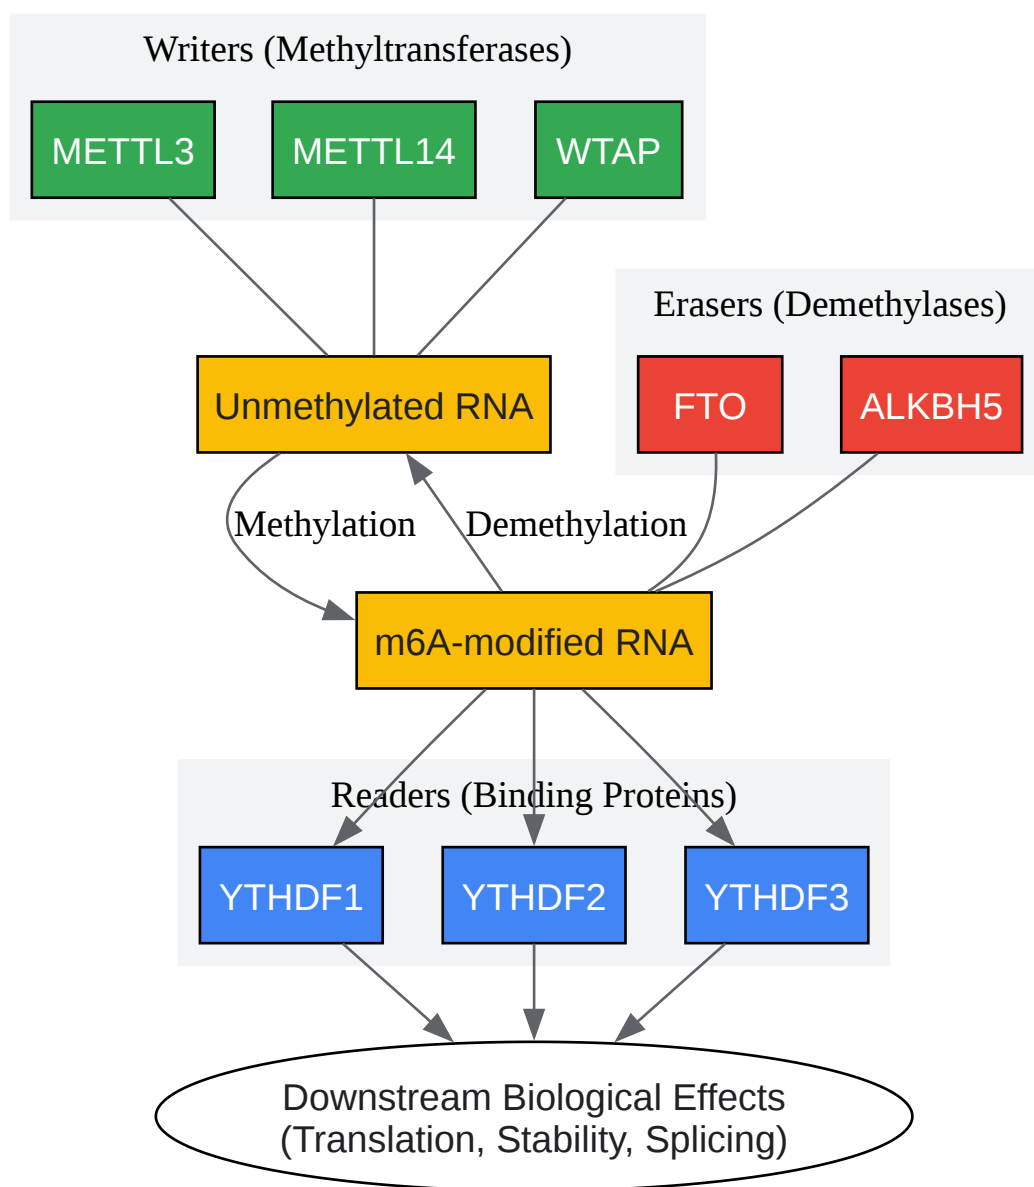 Writers (Methyltransferases)
METTL3
METTL14
WTAP
Erasers (Demethylases)
Unmethylated RNA
FTO
ALKBH5
Methylation
Demethylation
m6A-modified RNA
Readers (Binding Proteins)
YTHDF1
YTHDF2
YTHDF3
Downstream Biological Effects
(Translation, Stability, Splicing)